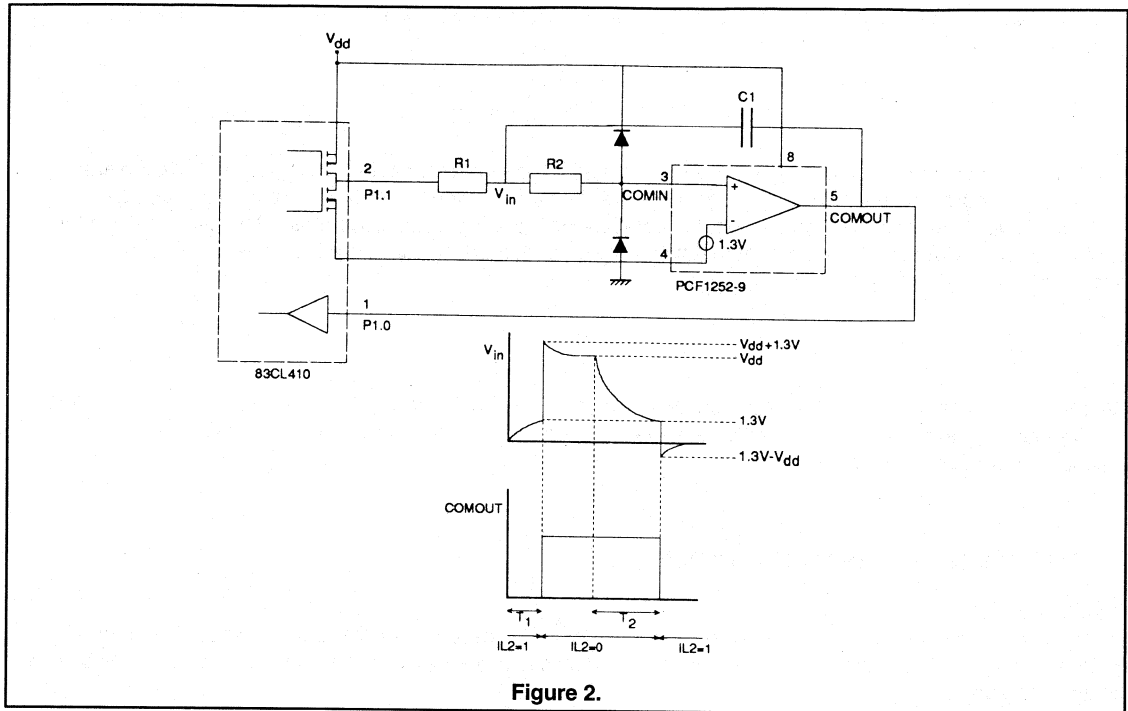 Vdd
C1
8
2
R1
R2
3
5
P1.1
Vin
COMIN
+
-
COMOUT
4
1.3V
PCF1252-9
1
P1.0
83CL410
Vin
Vdd+1.3V
Vdd
1.3V
1.3V-Vdd
COMOUT
T1
T2
IL2=1
IL2=0
IL2=1
Figure 2.